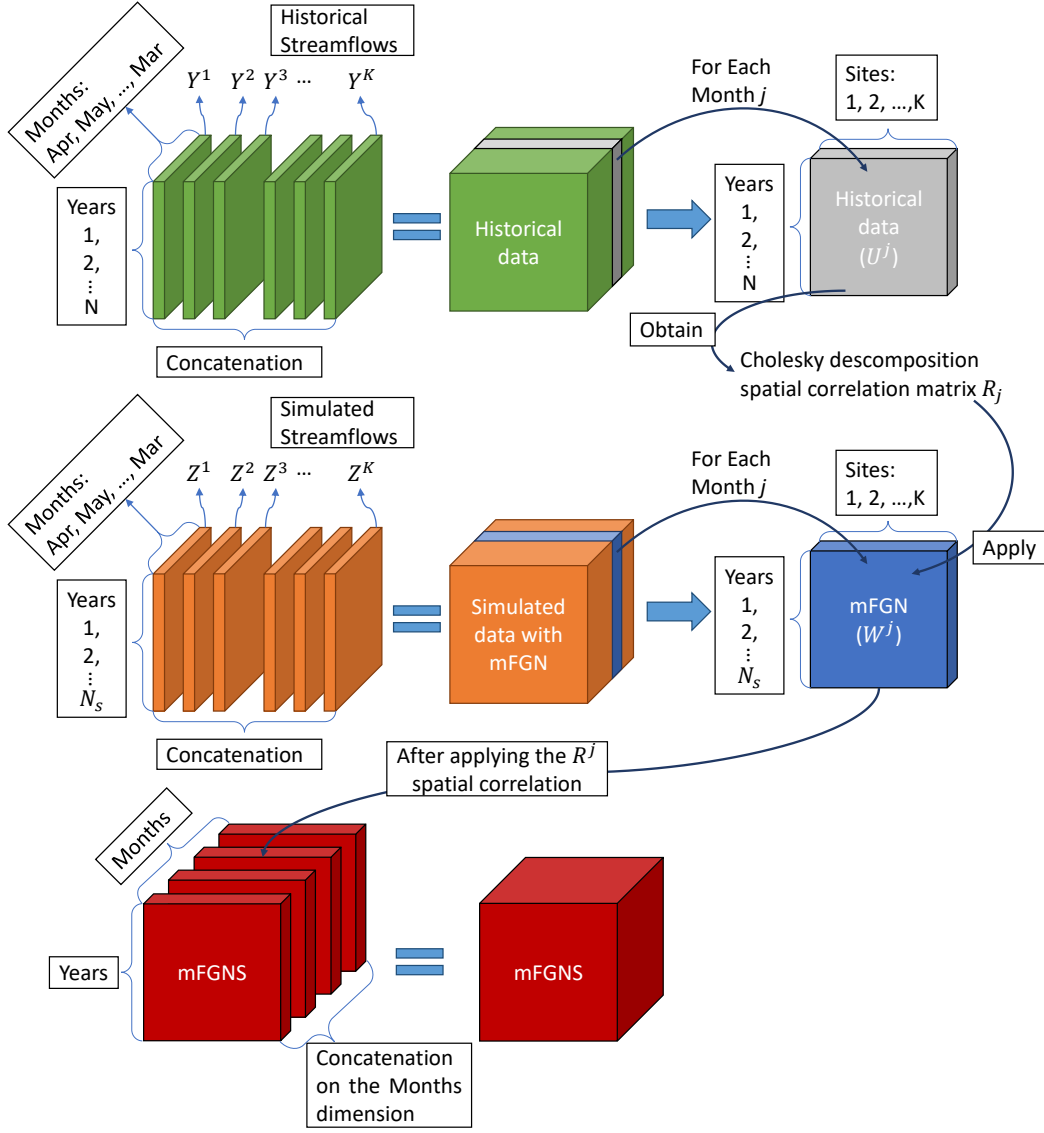 Historical
Streamflows
Months:
Apr, May, ..., Mar
Y^1 Y^2 Y^3 ... Y^K
For Each
Month j
Sites:
1, 2, ...,K
Years
1,
2,
⋮
N
Historical
data
Years
1,
2,
⋮
N
Historical
data
(U^j)
Concatenation
Obtain
Cholesky descomposition
spatial correlation matrix R_j
Simulated
Streamflows
Months:
Apr, May, ..., Mar
Z^1 Z^2 Z^3 ... Z^K
For Each
Month j
Sites:
1, 2, ...,K
Apply
Years
1,
2,
⋮
N_s
Simulated
data with
mFGN
Years
1,
2,
⋮
N_s
mFGN
(W^j)
Concatenation
After applying the R^j
spatial correlation
Months
Years
mFGNS
mFGNS
Concatenation
on the Months
dimension